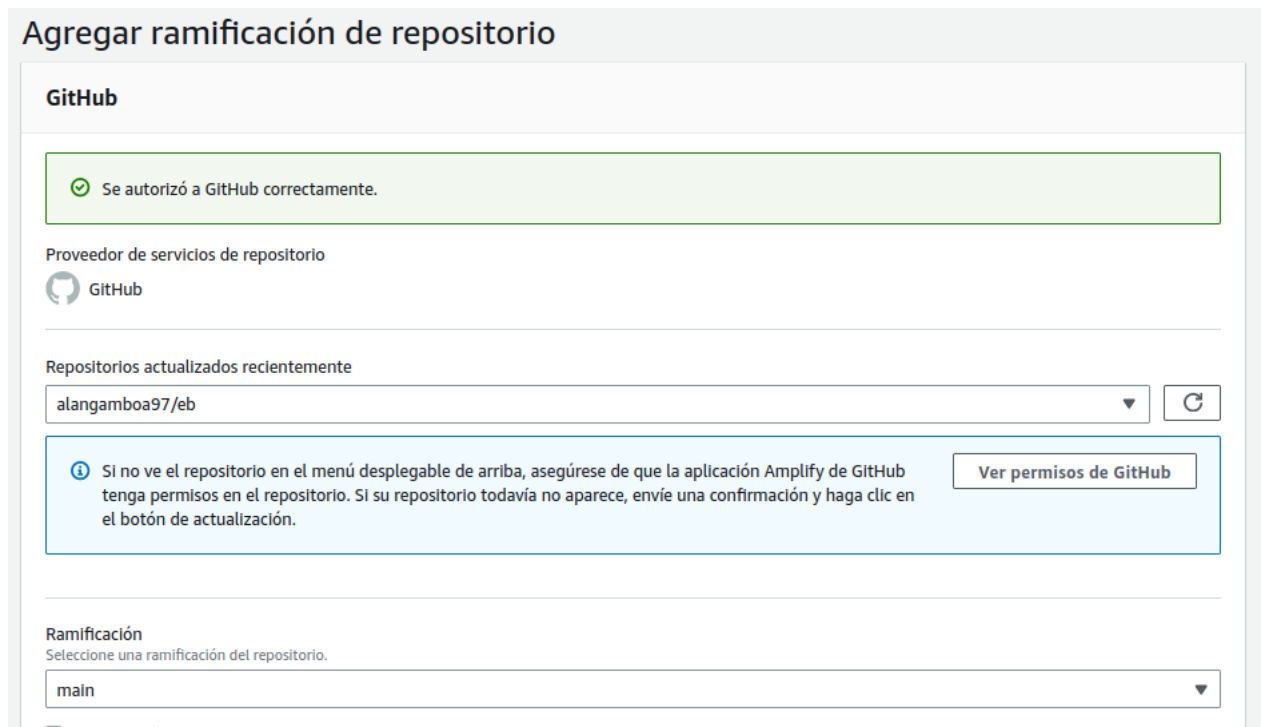 Agregar ramificación de repositorio
GitHub
Se autorizó a GitHub correctamente.
Proveedor de servicios de repositorio
GitHub
Repositorios actualizados recientemente
alangamboa97/eb
Si no ve el repositorio en el menú desplegable de arriba, asegúrese de que la aplicación Amplify de GitHub
tenga permisos en el repositorio. Si su repositorio todavía no aparece, envíe una confirmación y haga clic en
el botón de actualización.
Ver permisos de GitHub
Ramificación
Seleccione una ramificación del repositorio.
main